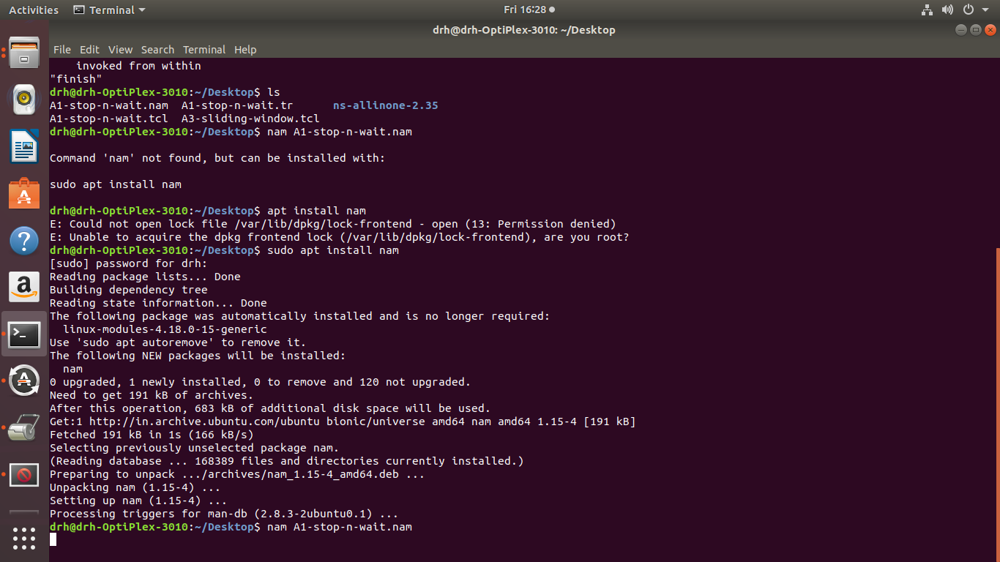 Activities Terminal Fri 16:28
drh@drh-OptiPlex-3010: ~/Desktop
File Edit View Search Terminal Help
invoked from within
"finish"
drh@drh-OptiPlex-3010:~/Desktop$ ls
A1-stop-n-wait.nam A1-stop-n-wait.tr ns-allinone-2.35
A1-stop-n-wait.tcl A3-sliding-window.tcl
drh@drh-OptiPlex-3010:~/Desktop$ nam A1-stop-n-wait.nam
Command 'nam' not found, but can be installed with:
sudo apt install nam
drh@drh-OptiPlex-3010:~/Desktop$ apt install nam
E: Could not open lock file /var/lib/dpkg/lock-frontend - open (13: Permission denied)
E: Unable to acquire the dpkg frontend lock (/var/lib/dpkg/lock-frontend), are you root?
drh@drh-OptiPlex-3010:~/Desktop$ sudo apt install nam
[sudo] password for drh:
Reading package lists... Done
Building dependency tree
Reading state information... Done
The following package was automatically installed and is no longer required:
linux-modules-4.18.0-15-generic
Use 'sudo apt autoremove' to remove it.
The following NEW packages will be installed:
nam
0 upgraded, 1 newly installed, 0 to remove and 120 not upgraded.
Need to get 191 kB of archives.
After this operation, 683 kB of additional disk space will be used.
Get:1 http://in.archive.ubuntu.com/ubuntu bionic/universe amd64 nam amd64 1.15-4 [191 kB]
Fetched 191 kB in 1s (166 kB/s)
Selecting previously unselected package nam.
(Reading database ... 168389 files and directories currently installed.)
Preparing to unpack .../archives/nam_1.15-4_amd64.deb ...
Unpacking nam (1.15-4) ...
Setting up nam (1.15-4) ...
Processing triggers for man-db (2.8.3-2ubuntu0.1) ...
drh@drh-OptiPlex-3010:~/Desktop$ nam A1-stop-n-wait.nam